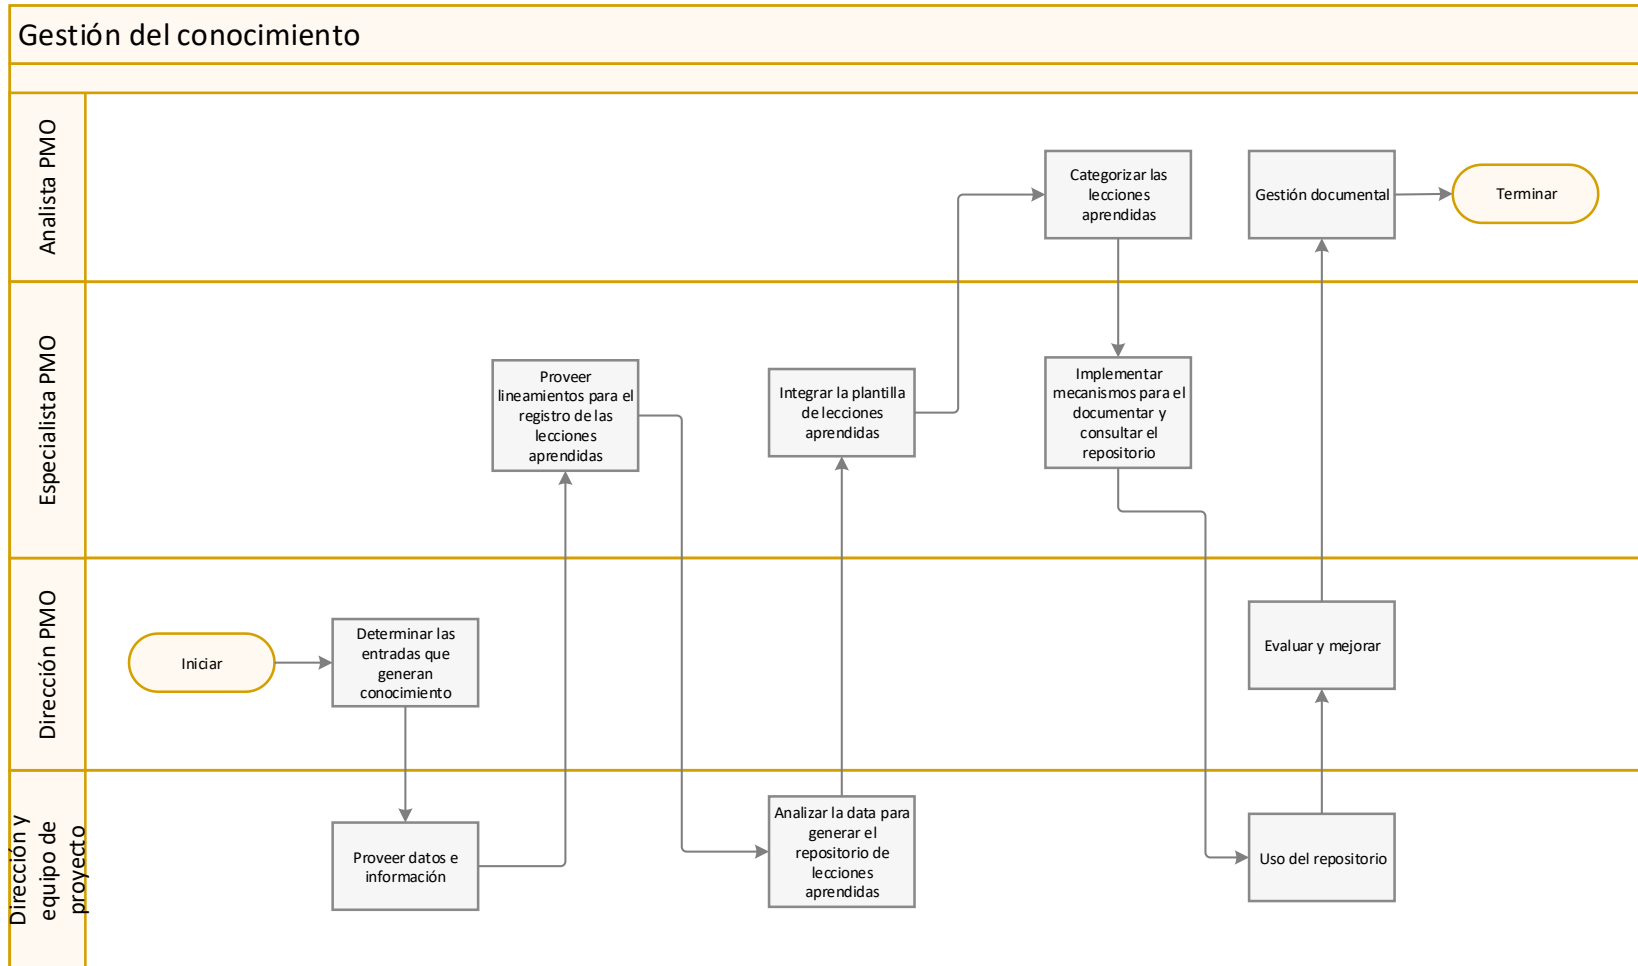 Gestión del conocimiento
Analista PMO
Categorizar las
lecciones
aprendidas
Gestión documental
Terminar
Especialista PMO
Proveer
lineamientos para el
registro de las
lecciones
aprendidas
Integrar la plantilla
de lecciones
aprendidas
Implementar
mecanismos para el
documentar y
consultar el
repositorio
Dirección PMO
Iniciar
Determinar las
entradas que
generan
conocimiento
Evaluar y mejorar
Dirección y
equipo de
proyecto
Proveer datos e
información
Analizar la data para
generar el
repositorio de
lecciones
aprendidas
Uso del repositorio